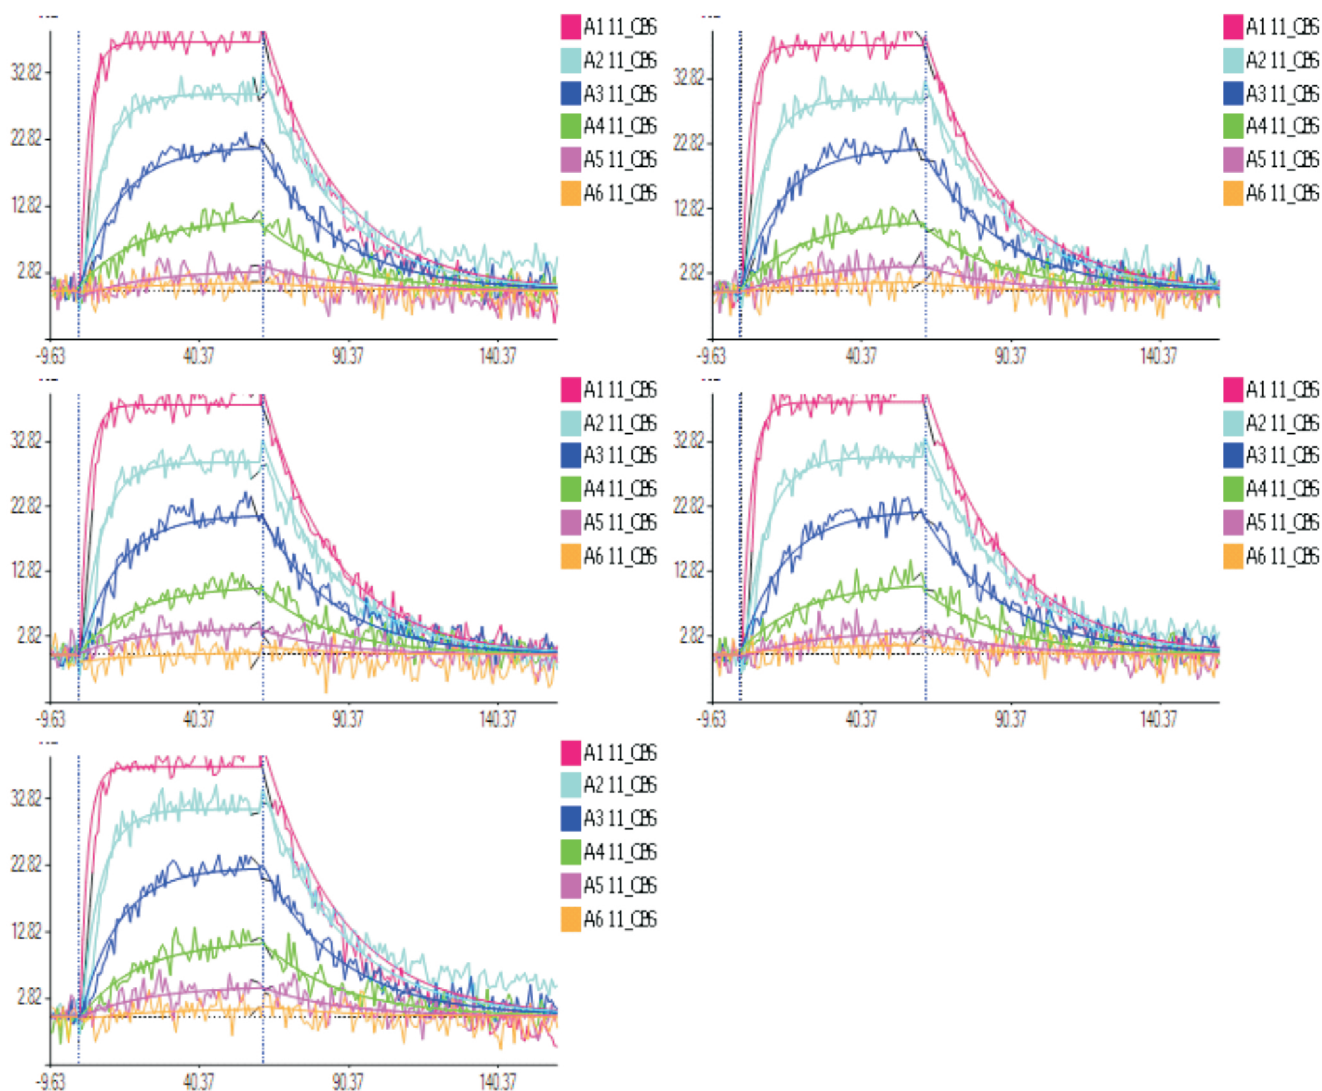 A1 11_CBS
A2 11_CBS
A3 11_CBS
A4 11_CBS
A5 11_CBS
A6 11_CBS
32.82
22.82
12.82
2.82
-9.63 40.37 90.37 140.37
A1 11_CBS
A2 11_CBS
A3 11_CBS
A4 11_CBS
A5 11_CBS
A6 11_CBS
32.82
22.82
12.82
2.82
-9.63 40.37 90.37 140.37
A1 11_CBS
A2 11_CBS
A3 11_CBS
A4 11_CBS
A5 11_CBS
A6 11_CBS
32.82
22.82
12.82
2.82
-9.63 40.37 90.37 140.37
A1 11_CBS
A2 11_CBS
A3 11_CBS
A4 11_CBS
A5 11_CBS
A6 11_CBS
32.82
22.82
12.82
2.82
-9.63 40.37 90.37 140.37
A1 11_CBS
A2 11_CBS
A3 11_CBS
A4 11_CBS
A5 11_CBS
A6 11_CBS
32.82
22.82
12.82
2.82
-9.63 40.37 90.37 140.37